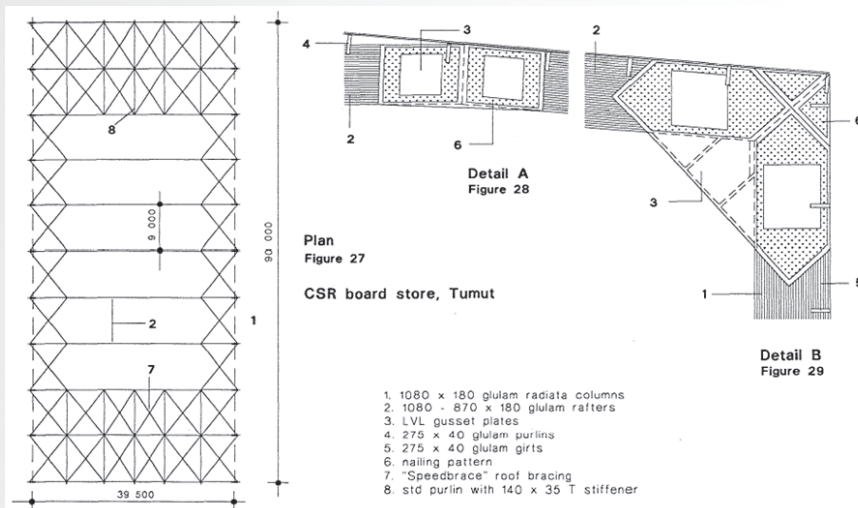 4
3
2
6
Detail A
Figure 28
2
6
3
1
5
Detail B
Figure 29
8
9 000
90 000
Plan
Figure 27
CSR board store, Tumut
2
1
7
39 500
1. 1080 x 180 glulam radiata columns
2. 1080 - 870 x 180 glulam rafters
3. LVL gusset plates
4. 275 x 40 glulam purlins
5. 275 x 40 glulam girts
6. nailing pattern
7. "Speedbrace" roof bracing
8. std purlin with 140 x 35 T stiffener